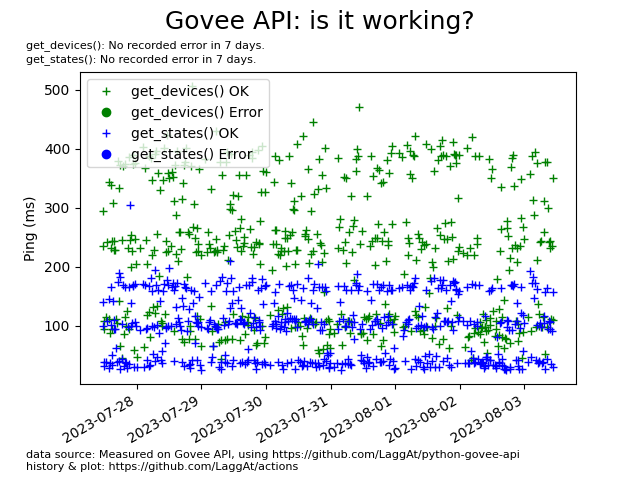 Govee API: is it working?
get_devices(): No recorded error in 7 days.
get_states(): No recorded error in 7 days.
get_devices() OK
get_devices() Error
get_states() OK
get_states() Error
Ping (ms)
500
400
300
200
100
2023-07-28
2023-07-29
2023-07-30
2023-07-31
2023-08-01
2023-08-02
2023-08-03
data source: Measured on Govee API, using https://github.com/LaggAt/python-govee-api
history & plot: https://github.com/LaggAt/actions